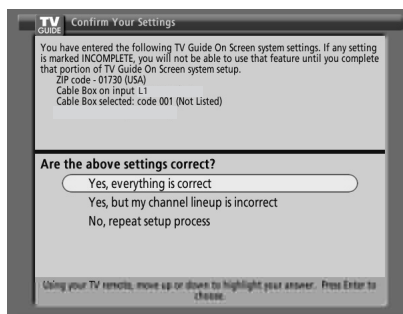 TV
GUIDE
Confirm Your Settings
You have entered the following TV Guide On Screen system settings. If any setting
is marked INCOMPLETE, you will not be able to use that feature until you complete
that portion of TV Guide On Screen system setup.
ZIP code - 01730 (USA)
Cable Box on input L1
Cable Box selected: code 001 (Not Listed)
Are the above settings correct?
Yes, everything is correct
Yes, but my channel lineup is incorrect
No, repeat setup process
Using your TV remote, move up or down to highlight your answer. Press Enter to
choose.